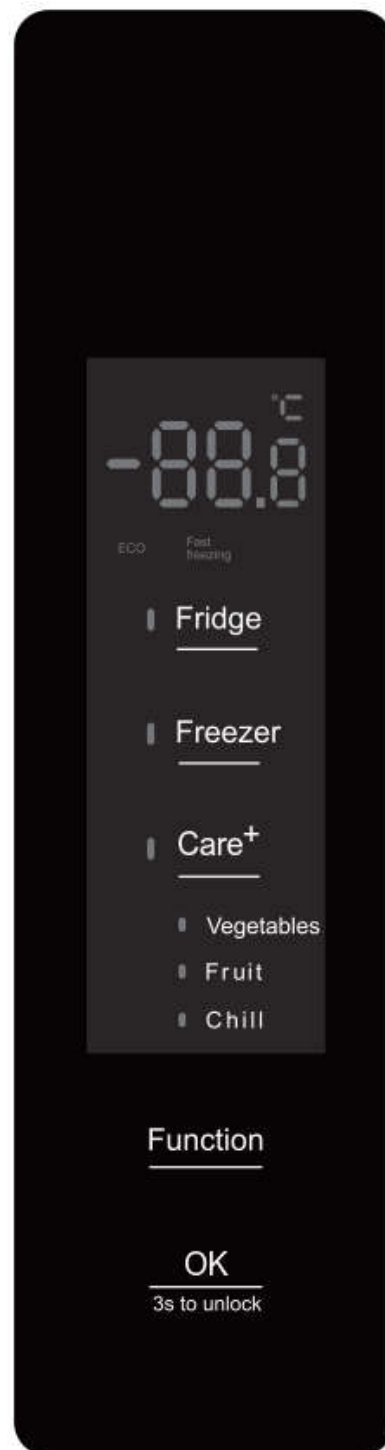 °C
-88.8
ECO
Fast
freezing
Fridge
Freezer
Care+
Vegetables
Fruit
Chill
Function
OK
3s to unlock